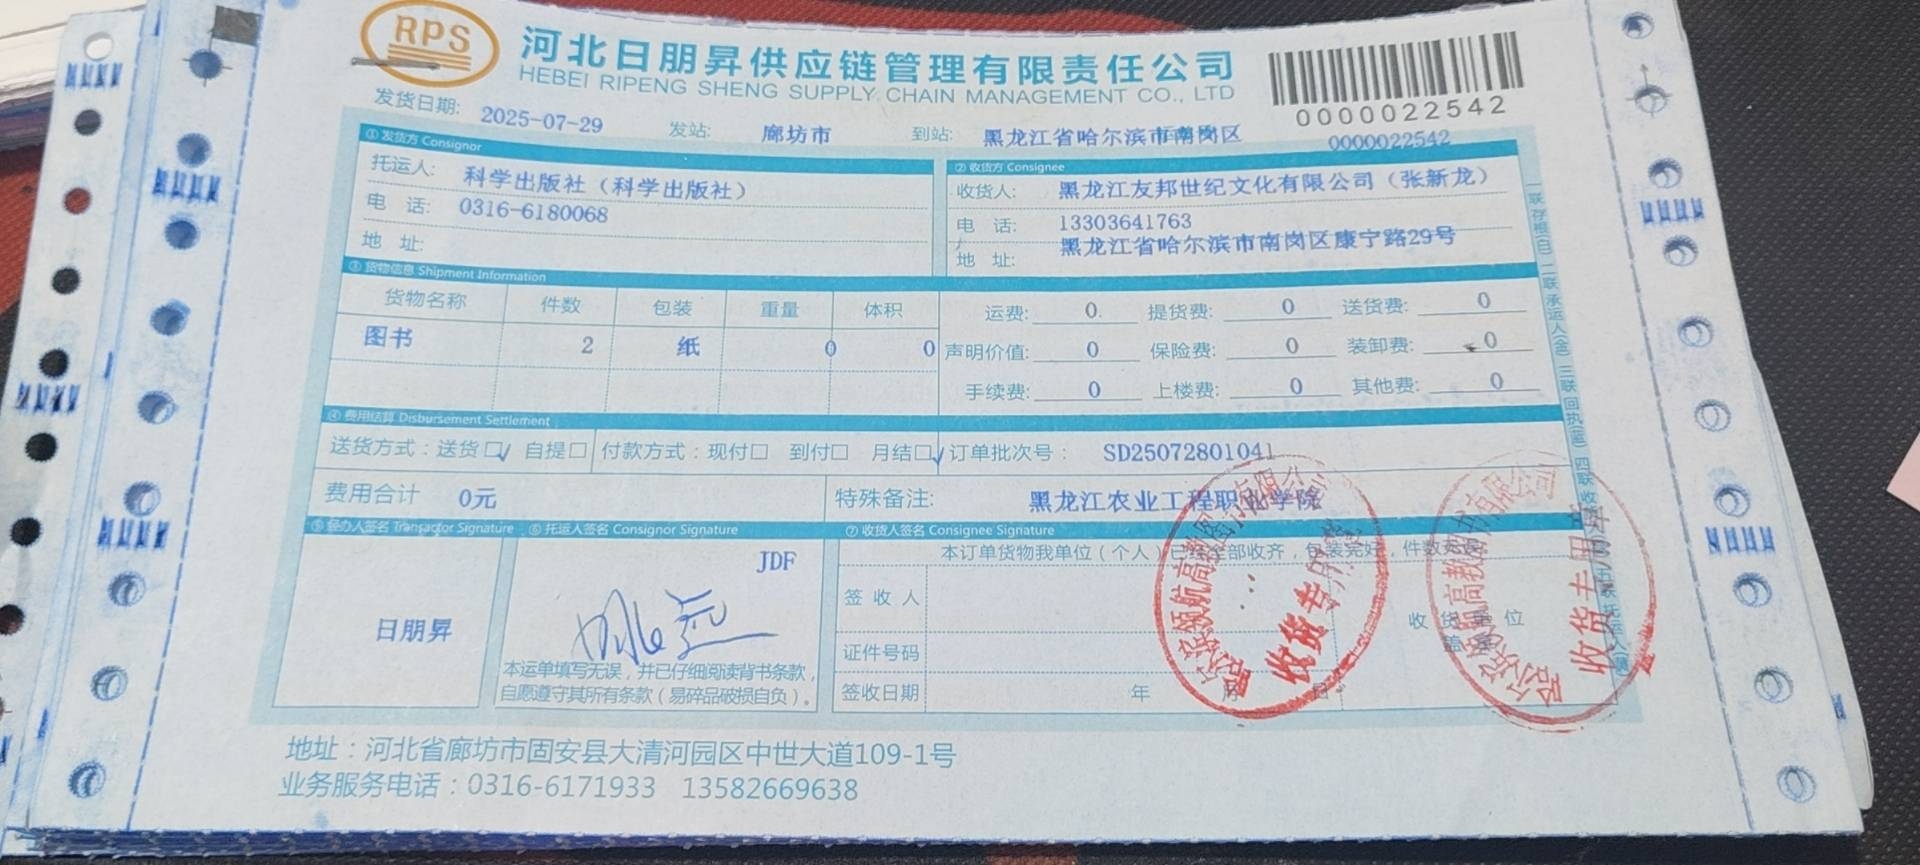 RPS
河北日朋昇供应链管理有限责任公司
HEBEI RIPENG SHENG SUPPLY CHAIN MANAGEMENT CO., LTD
0000022542
发货日期: 2025-07-29 发站: 廊坊市 到站: 黑龙江省哈尔滨市南岗区 0000022542
① 发货方 Consignor ② 收货方 Consignee
托运人: 科学出版社（科学出版社） 收货人: 黑龙江友邦世纪文化有限公司（张新龙）
电 话: 0316-6180068 电 话: 13303641763
地 址: 地 址: 黑龙江省哈尔滨市南岗区康宁路29号
③ 货物信息 Shipment Information
货物名称 件数 包装 重量 体积 运费: 0 提货费: 0 送货费: 0
图书 2 纸 0 0 声明价值: 0 保险费: 0 装卸费: 0
手续费: 0 上楼费: 0 其他费: 0
④ 费用结算 Disbursement Settlement
送货方式：送货☑ 自提□ 付款方式：现付□ 到付□ 月结☑ 订单批次号： SD25072801041
费用合计 0元 特殊备注: 黑龙江农业工程职业学院
⑤ 经办人签名 Transactor Signature ⑥ 托运人签名 Consignor Signature ⑦ 收货人签名 Consignee Signature
本订单货物我单位（个人）已经全部收齐，包装完好，件数
JDF
签 收 人
日朋昇
收货单位
证件号码
本运单填写无误，并已仔细阅读背书条款，
自愿遵守其所有条款（易碎品破损自负）。
签收日期 年 月 日
收货专用章
收货专用章
地址：河北省廊坊市固安县大清河园区中世大道109-1号
业务服务电话：0316-6171933 13582669638